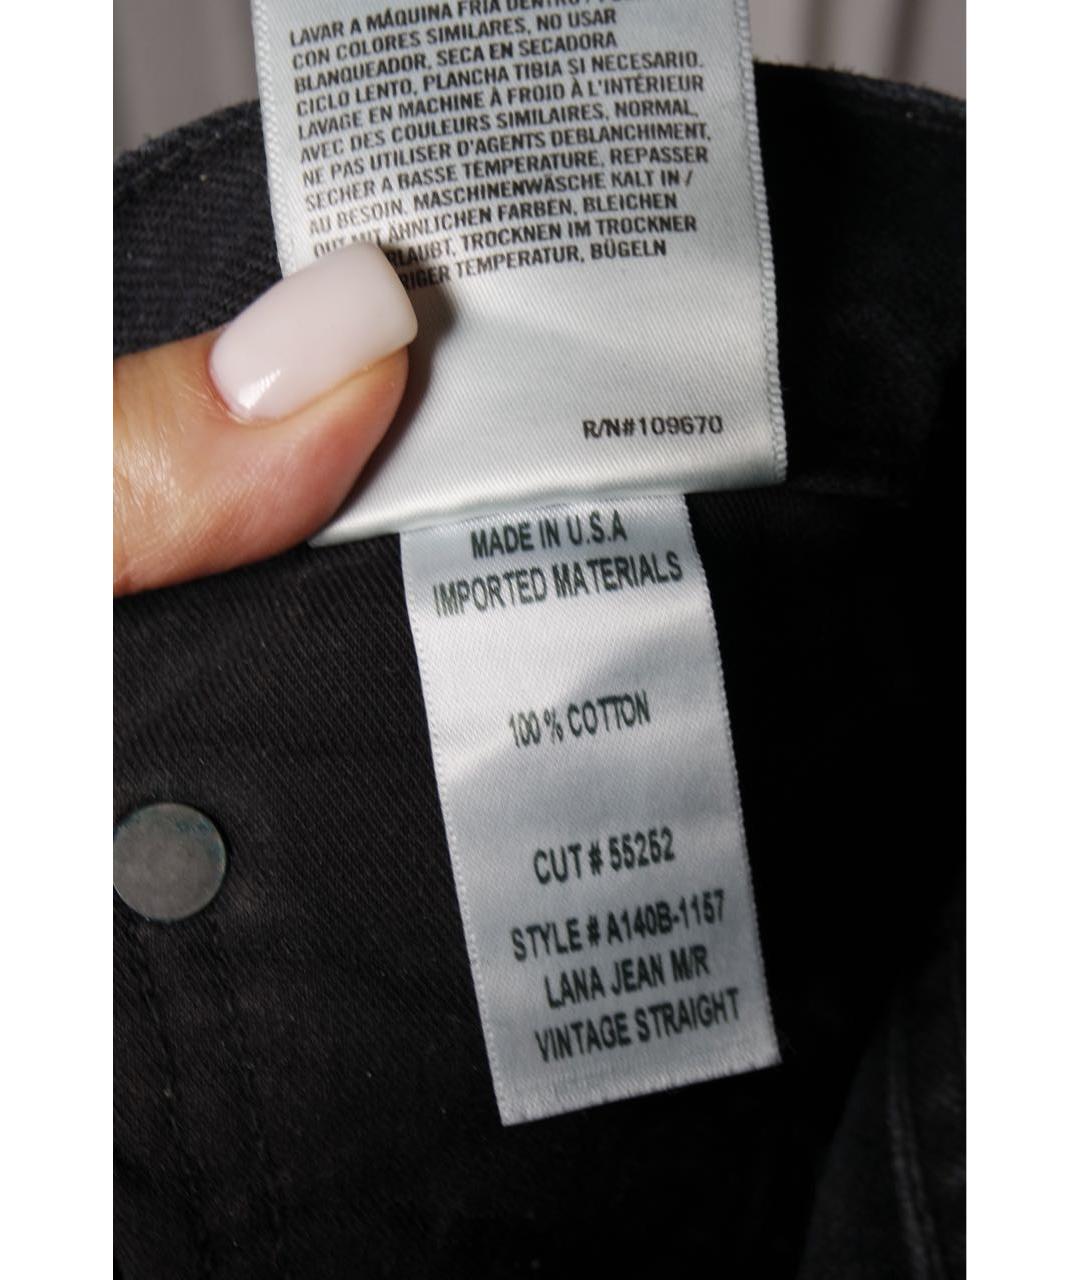 LAVAR A MÁQUINA FRÍA DENTRO /
CON COLORES SIMILARES, NO USAR
BLANQUEADOR, SECA EN SECADORA
CICLO LENTO, PLANCHA TIBIA SI NECESARIO.
LAVAGE EN MACHINE À FROID À L'INTÉRIEUR
AVEC DES COULEURS SIMILAIRES, NORMAL,
NE PAS UTILISER D'AGENTS DEBLANCHIMENT,
SECHER A BASSE TEMPERATURE, REPASSER
AU BESOIN, MASCHINENWÄSCHE KALT IN /
MIT ÄHNLICHEN FARBEN, BLEICHEN
RLAUBT, TROCKNEN IM TROCKNER
RIGER TEMPERATUR, BÜGELN
R/N#109670
MADE IN U.S.A
IMPORTED MATERIALS
100 % COTTON
CUT # 55252
STYLE # A140B-1157
LANA JEAN M/R
VINTAGE STRAIGHT